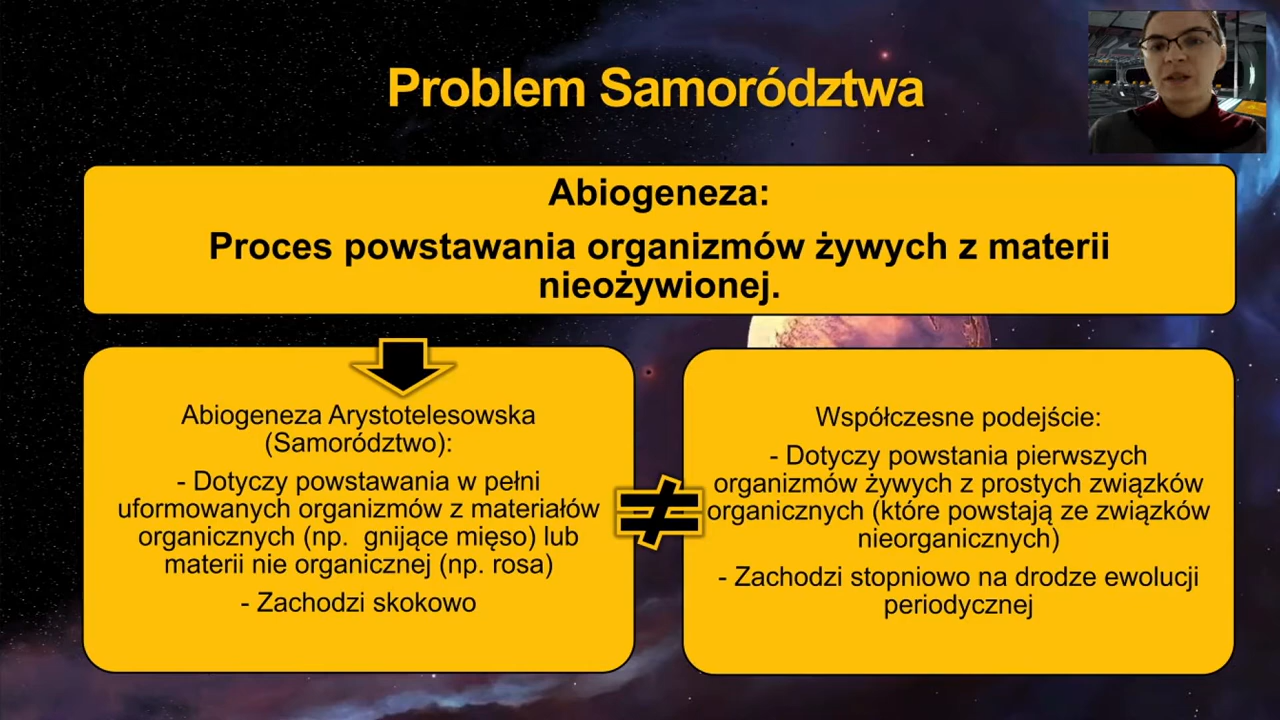 Problem Samorództwa
Abiogeneza:
Proces powstawania organizmów żywych z materii
nieożywionej.
Abiogeneza Arystotelesowska
(Samorództwo):
- Dotyczy powstawania w pełni
uformowanych organizmów z materiałów
organicznych (np. gnijące mięso) lub
materii nie organicznej (np. rosa)
- Zachodzi skokowo
≠
Współczesne podejście:
- Dotyczy powstania pierwszych
organizmów żywych z prostych związków
organicznych (które powstają ze związków
nieorganicznych)
- Zachodzi stopniowo na drodze ewolucji
periodycznej